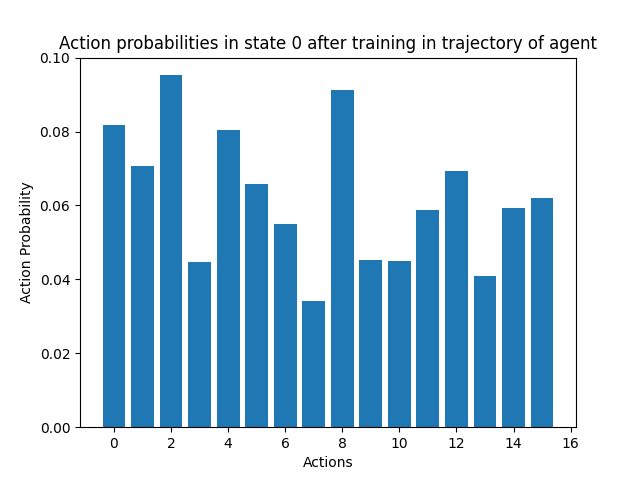 Action probabilities in state 0 after training in trajectory of agent
0.10
0.08
0.06
0.04
0.02
0.00
Action Probability
0 2 4 6 8 10 12 14 16
Actions